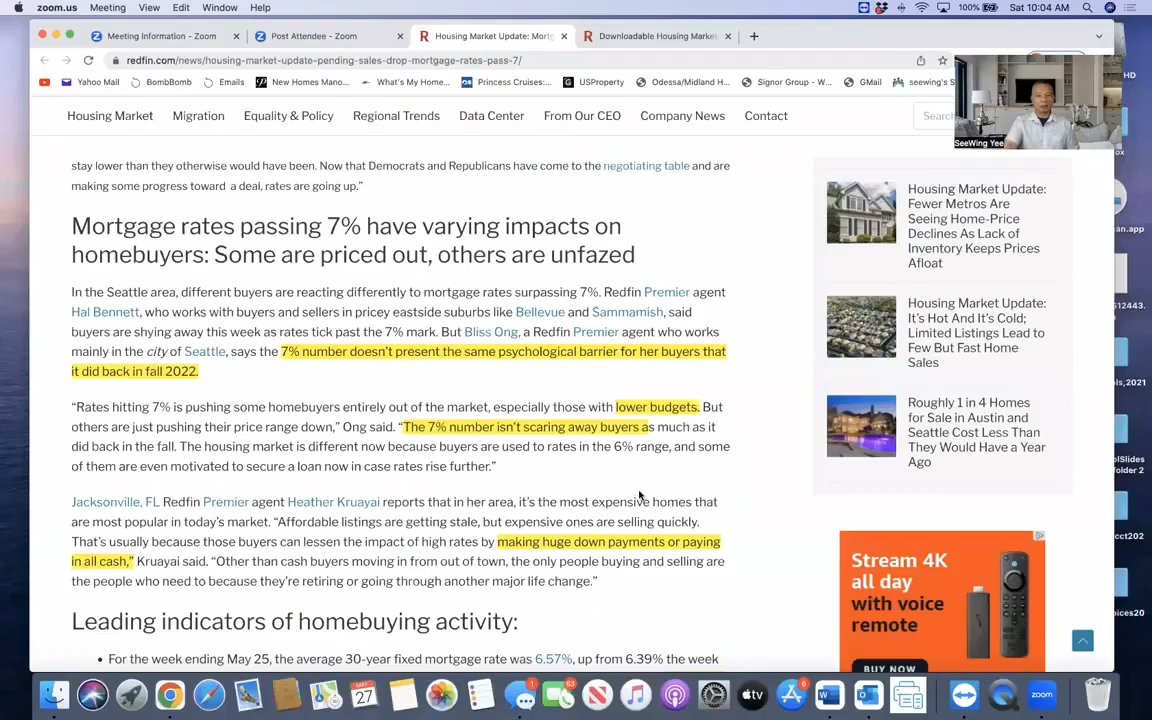 zoom.us Meeting View Edit Window Help 100% Sat 10:04 AM
Meeting Information - Zoom Post Attendee - Zoom Housing Market Update: Mort Downloadable Housing Marke
redfin.com/news/housing-market-update-pending-sales-drop-mortgage-rates-pass-7/
Yahoo Mail BombBomb Emails New Homes Mano... What's My Home... Princess Cruises:... USProperty Odessa/Midland H... Signor Group - W... GMail seewing's S
HD
Housing Market Migration Equality & Policy Regional Trends Data Center From Our CEO Company News Contact Search
SeeWing Yee
stay lower than they otherwise would have been. Now that Democrats and Republicans have come to the negotiating table and are
making some progress toward a deal, rates are going up.”
Mortgage rates passing 7% have varying impacts on
homebuyers: Some are priced out, others are unfazed
In the Seattle area, different buyers are reacting differently to mortgage rates surpassing 7%. Redfin Premier agent
Hal Bennett, who works with buyers and sellers in pricey eastside suburbs like Bellevue and Sammamish, said
buyers are shying away this week as rates tick past the 7% mark. But Bliss Ong, a Redfin Premier agent who works
mainly in the city of Seattle, says the 7% number doesn’t present the same psychological barrier for her buyers that
it did back in fall 2022.
“Rates hitting 7% is pushing some homebuyers entirely out of the market, especially those with lower budgets. But
others are just pushing their price range down,” Ong said. “The 7% number isn’t scaring away buyers as much as it
did back in the fall. The housing market is different now because buyers are used to rates in the 6% range, and some
of them are even motivated to secure a loan now in case rates rise further.”
Jacksonville, FL Redfin Premier agent Heather Kruayai reports that in her area, it’s the most expensive homes that
are most popular in today’s market. “Affordable listings are getting stale, but expensive ones are selling quickly.
That’s usually because those buyers can lessen the impact of high rates by making huge down payments or paying
in all cash,” Kruayai said. “Other than cash buyers moving in from out of town, the only people buying and selling are
the people who need to because they’re retiring or going through another major life change.”
Leading indicators of homebuying activity:
• For the week ending May 25, the average 30-year fixed mortgage rate was 6.57%, up from 6.39% the week
Housing Market Update:
Fewer Metros Are
Seeing Home-Price
Declines As Lack of
Inventory Keeps Prices
Afloat
Housing Market Update:
It’s Hot And It’s Cold;
Limited Listings Lead to
Few But Fast Home
Sales
Roughly 1 in 4 Homes
for Sale in Austin and
Seattle Cost Less Than
They Would Have a Year
Ago
Stream 4K
all day
with voice
remote
BUY NOW
can.app
512443.
ols,2021
olSlides
folder 2
cct202
oices20
MAY
27
1
63
6
tv
zoom